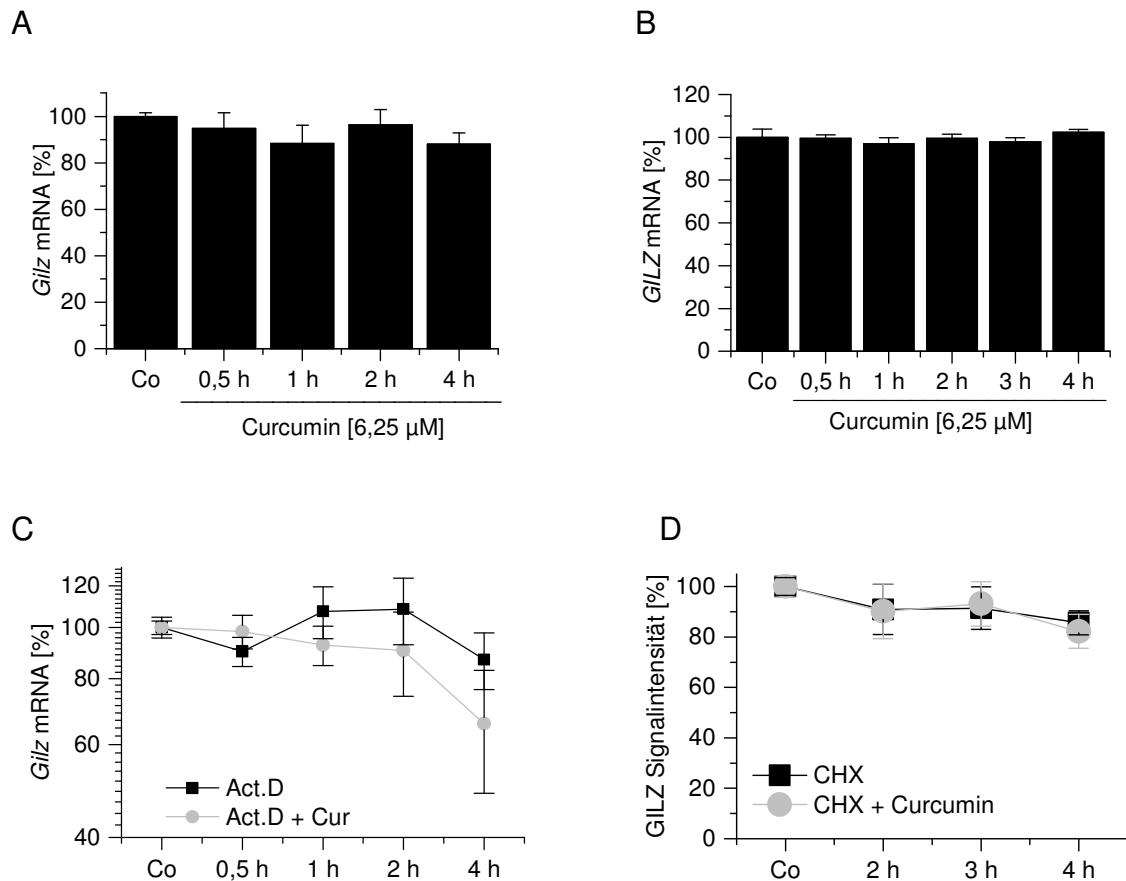 A
Gilz mRNA [%]
100
80
60
40
20
0
Co 0,5 h 1 h 2 h 4 h
Curcumin [6,25 µM]
B
GILZ mRNA [%]
120
100
80
60
40
20
0
Co 0,5 h 1 h 2 h 3 h 4 h
Curcumin [6,25 µM]
C
Gilz mRNA [%]
120
100
80
60
40
Act.D
Act.D + Cur
Co 0,5 h 1 h 2 h 4 h
D
GILZ Signalintensität [%]
100
80
60
40
20
0
CHX
CHX + Curcumin
Co 2 h 3 h 4 h